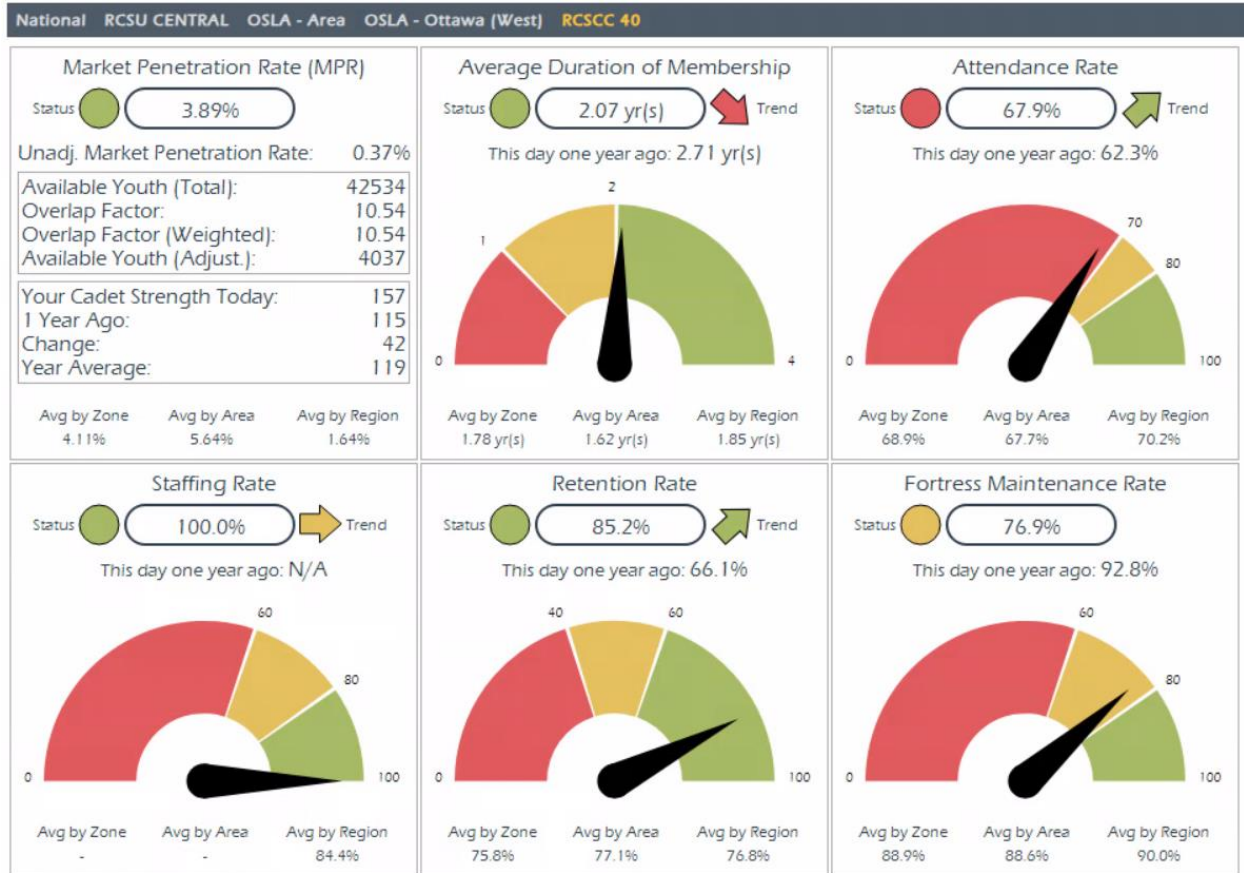 National RCSU CENTRAL OSLA - Area OSLA - Ottawa (West) RCSCC 40
Market Penetration Rate (MPR)
Status 3.89%
Unadj. Market Penetration Rate: 0.37%
Available Youth (Total): 42534
Overlap Factor: 10.54
Overlap Factor (Weighted): 10.54
Available Youth (Adjust.): 4037
Your Cadet Strength Today: 157
1 Year Ago: 115
Change: 42
Year Average: 119
Avg by Zone Avg by Area Avg by Region
4.11% 5.64% 1.64%
Average Duration of Membership
Status 2.07 yr(s) Trend
This day one year ago: 2.71 yr(s)
2
1
0 4
Avg by Zone Avg by Area Avg by Region
1.78 yr(s) 1.62 yr(s) 1.85 yr(s)
Attendance Rate
Status 67.9% Trend
This day one year ago: 62.3%
70
80
0 100
Avg by Zone Avg by Area Avg by Region
68.9% 67.7% 70.2%
Staffing Rate
Status 100.0% Trend
This day one year ago: N/A
60
80
0 100
Avg by Zone Avg by Area Avg by Region
- - 84.4%
Retention Rate
Status 85.2% Trend
This day one year ago: 66.1%
40 60
0 100
Avg by Zone Avg by Area Avg by Region
75.8% 77.1% 76.8%
Fortress Maintenance Rate
Status 76.9%
This day one year ago: 92.8%
60
80
0 100
Avg by Zone Avg by Area Avg by Region
88.9% 88.6% 90.0%